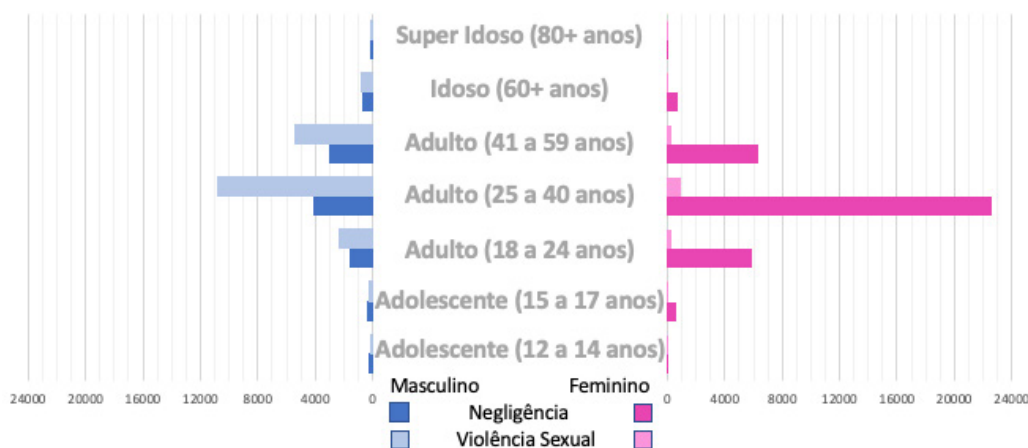 Super Idoso (80+ anos)
Idoso (60+ anos)
Adulto (41 a 59 anos)
Adulto (25 a 40 anos)
Adulto (18 a 24 anos)
Adolescente (15 a 17 anos)
Adolescente (12 a 14 anos)
24000 20000 16000 12000 8000 4000 0 0 4000 8000 12000 16000 20000 24000
Masculino Feminino
Negligência
Violência Sexual